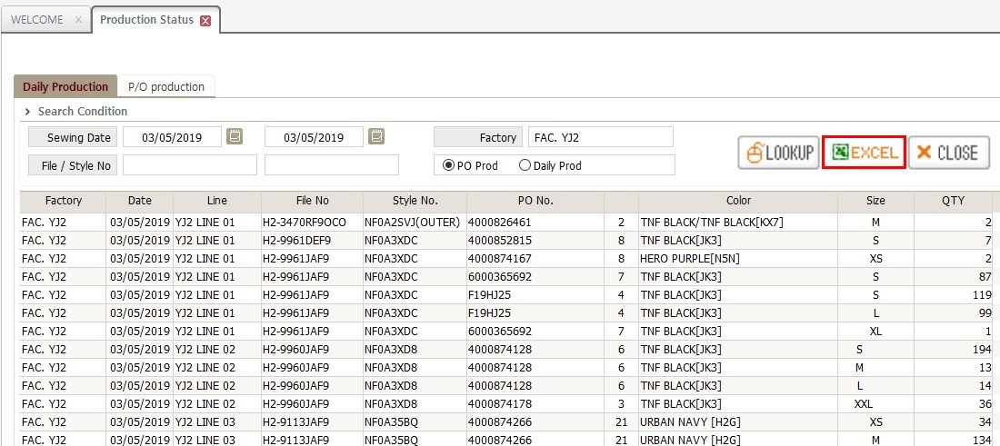 WELCOME x Production Status x
Daily Production P/O production
> Search Condition
Sewing Date 03/05/2019 03/05/2019 Factory FAC. YJ2 LOOKUP EXCEL CLOSE
File / Style No PO Prod Daily Prod
Factory Date Line File No Style No. PO No. Color Size QTY
FAC. YJ2 03/05/2019 YJ2 LINE 01 H2-3470RF9OCO NF0A2SVJ(OUTER) 4000826461 2 TNF BLACK/TNF BLACK[KX7] M 2
FAC. YJ2 03/05/2019 YJ2 LINE 01 H2-9961DEF9 NF0A3XDC 4000852815 8 TNF BLACK[JK3] S 7
FAC. YJ2 03/05/2019 YJ2 LINE 01 H2-9961JAF9 NF0A3XDC 4000874167 8 HERO PURPLE[N5N] XS 2
FAC. YJ2 03/05/2019 YJ2 LINE 01 H2-9961JAF9 NF0A3XDC 6000365692 7 TNF BLACK[JK3] S 87
FAC. YJ2 03/05/2019 YJ2 LINE 01 H2-9961JAF9 NF0A3XDC F19HJ25 4 TNF BLACK[JK3] S 119
FAC. YJ2 03/05/2019 YJ2 LINE 01 H2-9961JAF9 NF0A3XDC F19HJ25 4 TNF BLACK[JK3] L 99
FAC. YJ2 03/05/2019 YJ2 LINE 01 H2-9961JAF9 NF0A3XDC 6000365692 7 TNF BLACK[JK3] XL 1
FAC. YJ2 03/05/2019 YJ2 LINE 02 H2-9960JAF9 NF0A3XD8 4000874128 6 TNF BLACK[JK3] S 194
FAC. YJ2 03/05/2019 YJ2 LINE 02 H2-9960JAF9 NF0A3XD8 4000874128 6 TNF BLACK[JK3] M 13
FAC. YJ2 03/05/2019 YJ2 LINE 02 H2-9960JAF9 NF0A3XD8 4000874128 6 TNF BLACK[JK3] L 14
FAC. YJ2 03/05/2019 YJ2 LINE 02 H2-9960JAF9 NF0A3XD8 4000874178 3 TNF BLACK[JK3] XXL 36
FAC. YJ2 03/05/2019 YJ2 LINE 03 H2-9113JAF9 NF0A35BQ 4000874266 21 URBAN NAVY [H2G] XS 34
FAC. YJ2 03/05/2019 YJ2 LINE 03 H2-9113JAF9 NF0A35BQ 4000874266 21 URBAN NAVY [H2G] M 134